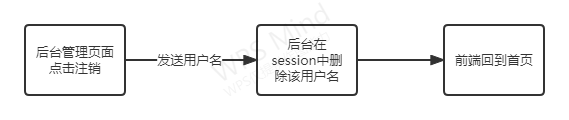 后台管理页面
点击注销
发送用户名
后台在
session中删
除该用户名
前端回到首页
WPS Mind